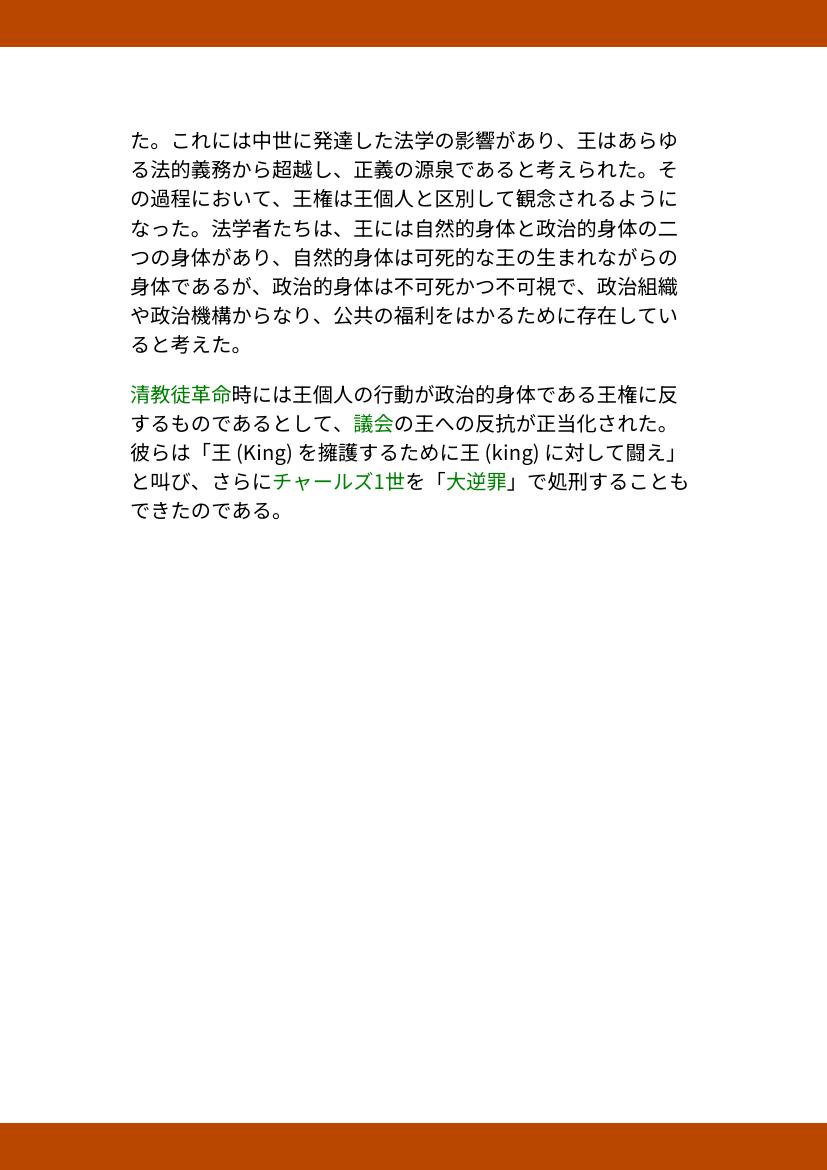 た。これには中世に発達した法学の影響があり、王はあらゆ
る法的義務から超越し、正義の源泉であると考えられた。そ
の過程において、王権は王個人と区別して観念されるように
なった。法学者たちは、王には自然的身体と政治的身体の二
つの身体があり、自然的身体は可死的な王の生まれながらの
身体であるが、政治的身体は不可死かつ不可視で、政治組織
や政治機構からなり、公共の福利をはかるために存在してい
ると考えた。
清教徒革命時には王個人の行動が政治的身体である王権に反
するものであるとして、議会の王への反抗が正当化された。
彼らは「王 (King) を擁護するために王 (king) に対して闘え」
と叫び、さらにチャールズ1世を「大逆罪」で処刑することも
できたのである。